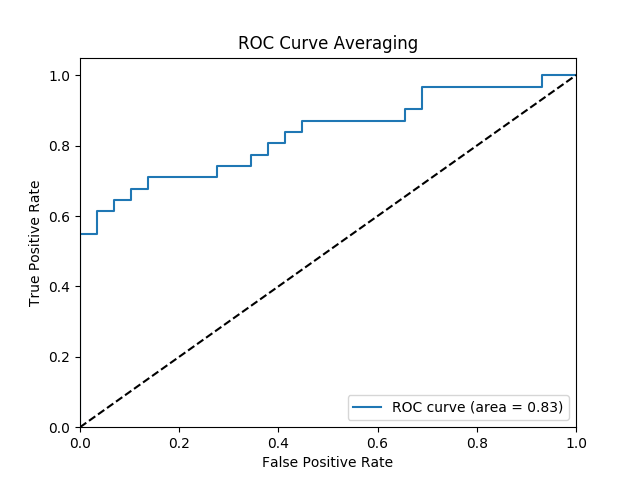 ROC Curve Averaging
1.0
0.8
0.6
0.4
0.2
0.0
True Positive Rate
ROC curve (area = 0.83)
0.0 0.2 0.4 0.6 0.8 1.0
False Positive Rate